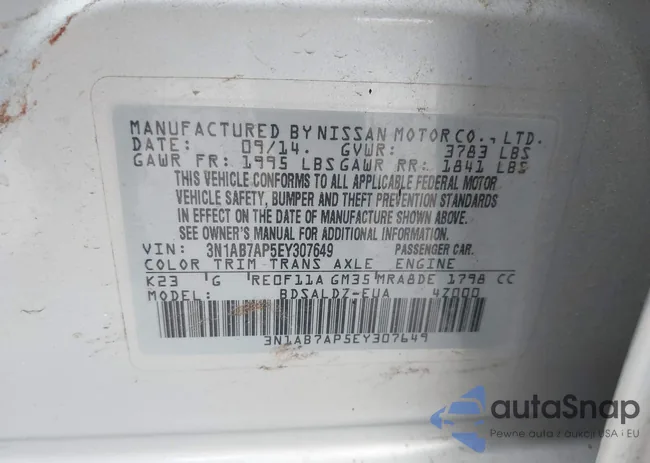 MANUFACTURED BY NISSAN MOTOR CO., LTD.
DATE: 09/14. GVWR: 3783 LBS
GAWR FR: 1995 LBS GAWR RR: 1841 LBS
THIS VEHICLE CONFORMS TO ALL APPLICABLE FEDERAL MOTOR
VEHICLE SAFETY, BUMPER AND THEFT PREVENTION STANDARDS
IN EFFECT ON THE DATE OF MANUFACTURE SHOWN ABOVE.
SEE OWNER'S MANUAL FOR ADDITIONAL INFORMATION.
VIN: 3N1AB7AP5EY307649 PASSENGER CAR.
COLOR TRIM TRANS AXLE ENGINE
K23 G RE0F11A GM35 MRA8DE 1798 CC
MODEL: BDSALDZ-EUA 4Z000
3N1AB7AP5EY307649
autaSnap
Pewne auta z aukcji USA i EU